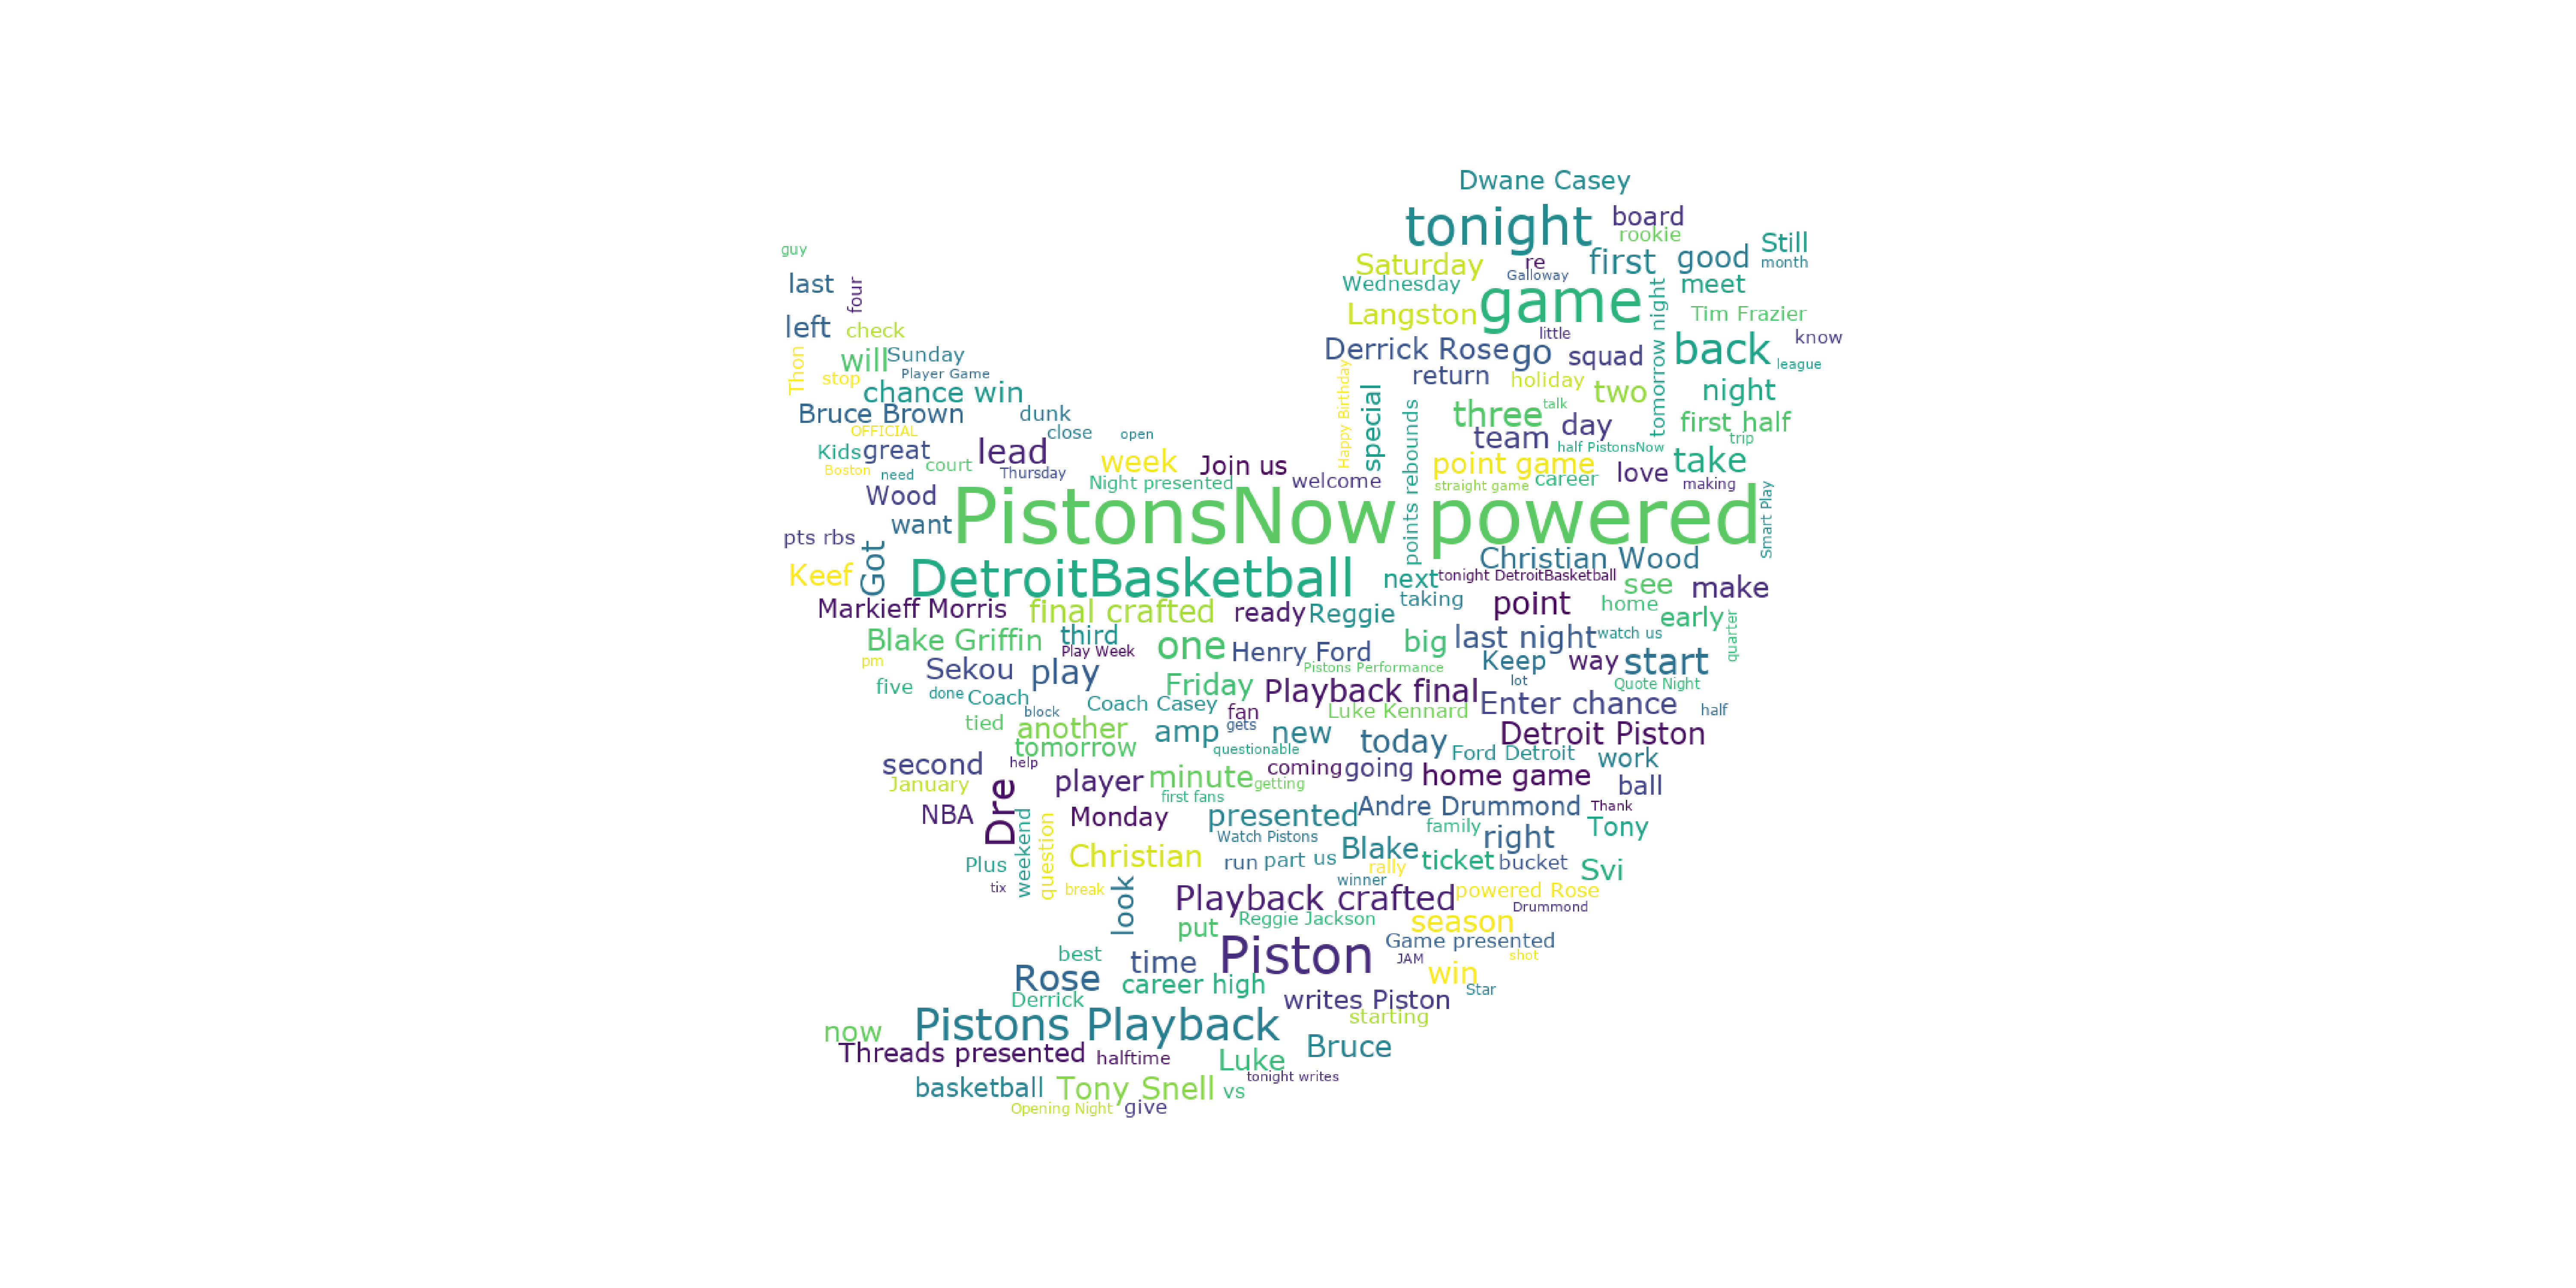 Dwane Casey
tonight
board
rookie
guy
Still
Saturday
re
first
good
month
last
four
Wednesday
Galloway
game
tomorrow night
meet
Langston
Tim Frazier
left
check
little
know
Thon
will
Sunday
Derrick Rose
go
squad
back
league
stop
Player Game
return
holiday
two
night
chance win
Happy Birthday
special
points rebounds
talk
Bruce Brown
dunk
three
day
first half
OFFICIAL
close
open
team
half PistonsNow
trip
Kids
great
lead
week
Join us
point game
take
Boston
need
court
Thursday
Night presented
welcome
straight game
career
love
making
Wood
PistonsNow powered
Smart Play
want
pts rbs
Got
Christian Wood
Keef
DetroitBasketball
next
tonight DetroitBasketball
see
make
Markieff Morris
final crafted
ready
Reggie
taking
point
home
early
quarter
Blake Griffin
third
one
Henry Ford
big
last night
watch us
pm
Play Week
Sekou
play
Pistons Performance
Keep
way
start
five
done
Coach
Friday
Playback final
lot
Quote Night
block
Coach Casey
fan
Luke Kennard
Enter chance
half
tied
another
amp
gets
new
today
Detroit Piston
tomorrow
questionable
Ford Detroit
work
second
help
player
minute
coming
going
home game
ball
January
Dre
getting
first fans
NBA
weekend
question
Monday
presented
Andre Drummond
Thank
Watch Pistons
family
right
Tony
Plus
Christian
run
part
us
Blake
ticket
bucket
Svi
tix
break
look
winner
rally
Playback crafted
powered Rose
Drummond
put
Reggie Jackson
season
best
time
Piston
Game presented
JAM
shot
Rose
career high
win
Star
Derrick
writes Piston
starting
now
Pistons Playback
Threads presented
halftime
Luke
Bruce
basketball
Tony Snell
vs
tonight writes
Opening Night
give